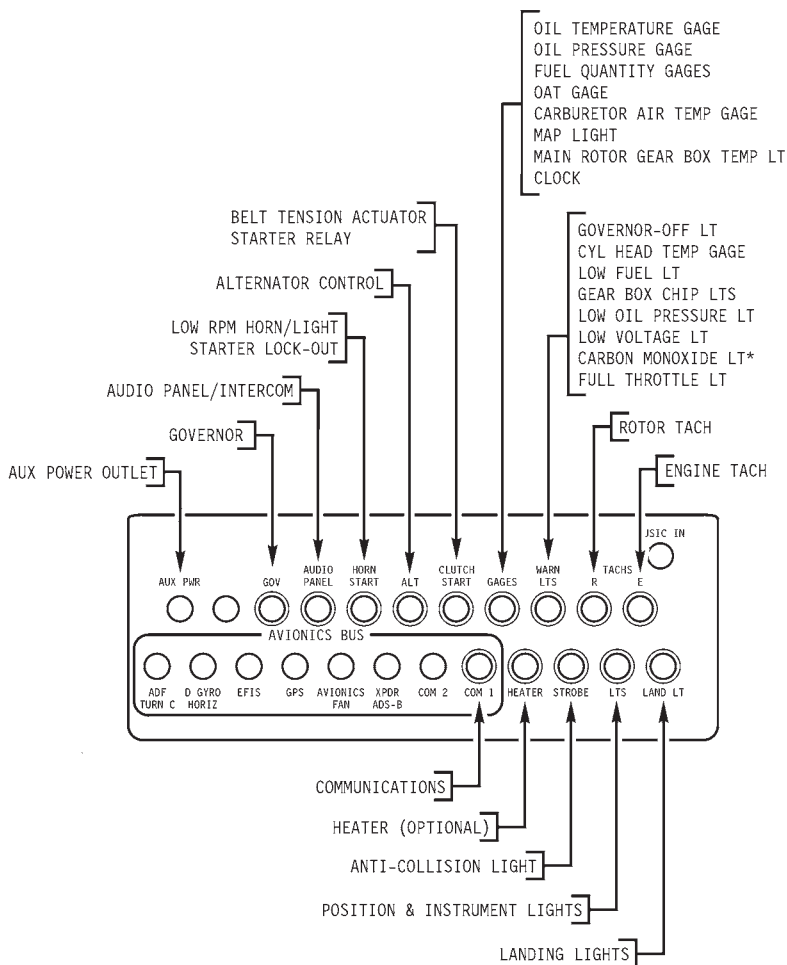 OIL TEMPERATURE GAGE
OIL PRESSURE GAGE
FUEL QUANTITY GAGES
OAT GAGE
CARBURETOR AIR TEMP GAGE
MAP LIGHT
MAIN ROTOR GEAR BOX TEMP LT
CLOCK
BELT TENSION ACTUATOR
STARTER RELAY
GOVERNOR-OFF LT
CYL HEAD TEMP GAGE
LOW FUEL LT
GEAR BOX CHIP LTS
LOW OIL PRESSURE LT
LOW VOLTAGE LT
CARBON MONOXIDE LT*
FULL THROTTLE LT
ALTERNATOR CONTROL
LOW RPM HORN/LIGHT
STARTER LOCK-OUT
AUDIO PANEL/INTERCOM
GOVERNOR
ROTOR TACH
AUX POWER OUTLET
ENGINE TACH
JSIC IN
AUX PWR
GOV
AUDIO
PANEL
HORN
START
ALT
CLUTCH
START
GAGES
WARN
LTS
TACHS
R
E
AVIONICS BUS
ADF
TURN C
D GYRO
HORIZ
EFIS
GPS
AVIONICS
FAN
XPDR
ADS-B
COM 2
COM 1
HEATER
STROBE
LTS
LAND LT
COMMUNICATIONS
HEATER (OPTIONAL)
ANTI-COLLISION LIGHT
POSITION & INSTRUMENT LIGHTS
LANDING LIGHTS